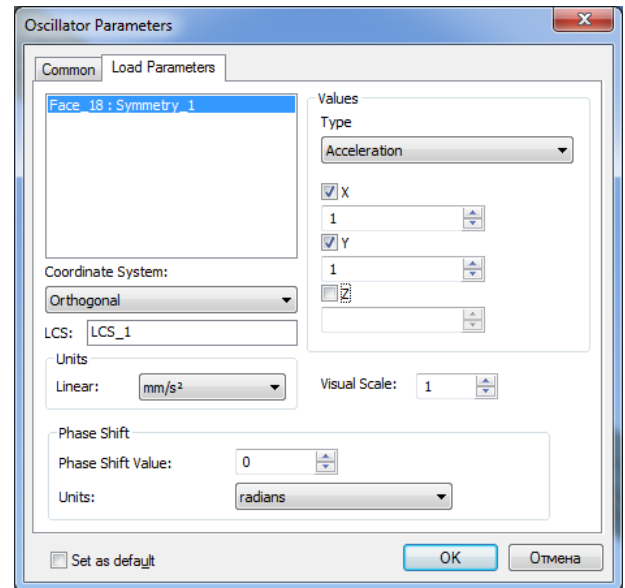 Oscillator Parameters
Common
Load Parameters
Face_18 : Symmetry_1
Values
Type
Acceleration
X
1
Y
1
Z
Coordinate System:
Orthogonal
LCS: LCS_1
Units
Linear: mm/s²
Visual Scale: 1
Phase Shift
Phase Shift Value: 0
Units: radians
Set as default
OK
Отмена